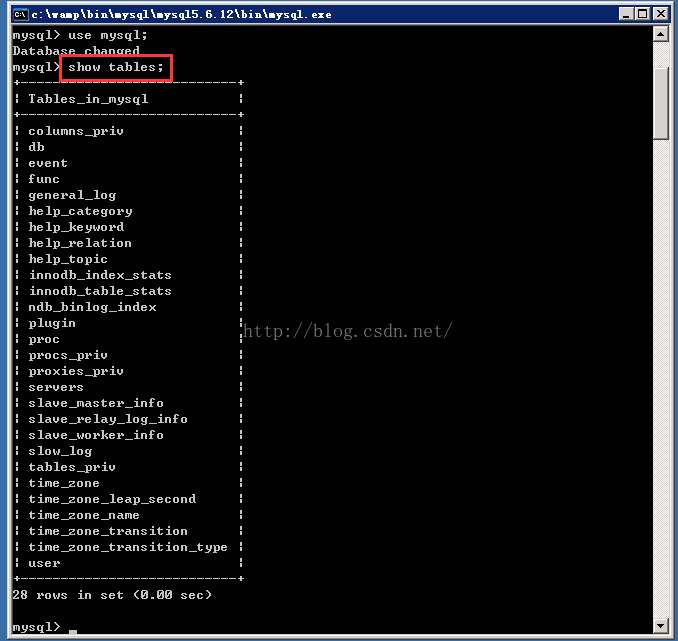 c:\wamp\bin\mysql\mysql5.6.12\bin\mysql.exe
mysql> use mysql;
Database changed
mysql> show tables;
+---------------------------+
| Tables_in_mysql           |
+---------------------------+
| columns_priv              |
| db                        |
| event                     |
| func                      |
| general_log               |
| help_category             |
| help_keyword              |
| help_relation             |
| help_topic                |
| innodb_index_stats        |
| innodb_table_stats        |
| ndb_binlog_index          |
| plugin                    |
| proc                      |
| procs_priv                |
| proxies_priv              |
| servers                   |
| slave_master_info         |
| slave_relay_log_info      |
| slave_worker_info         |
| slow_log                  |
| tables_priv               |
| time_zone                 |
| time_zone_leap_second     |
| time_zone_name            |
| time_zone_transition      |
| time_zone_transition_type |
| user                      |
+---------------------------+
28 rows in set (0.00 sec)
mysql> _
http://blog.csdn.net/